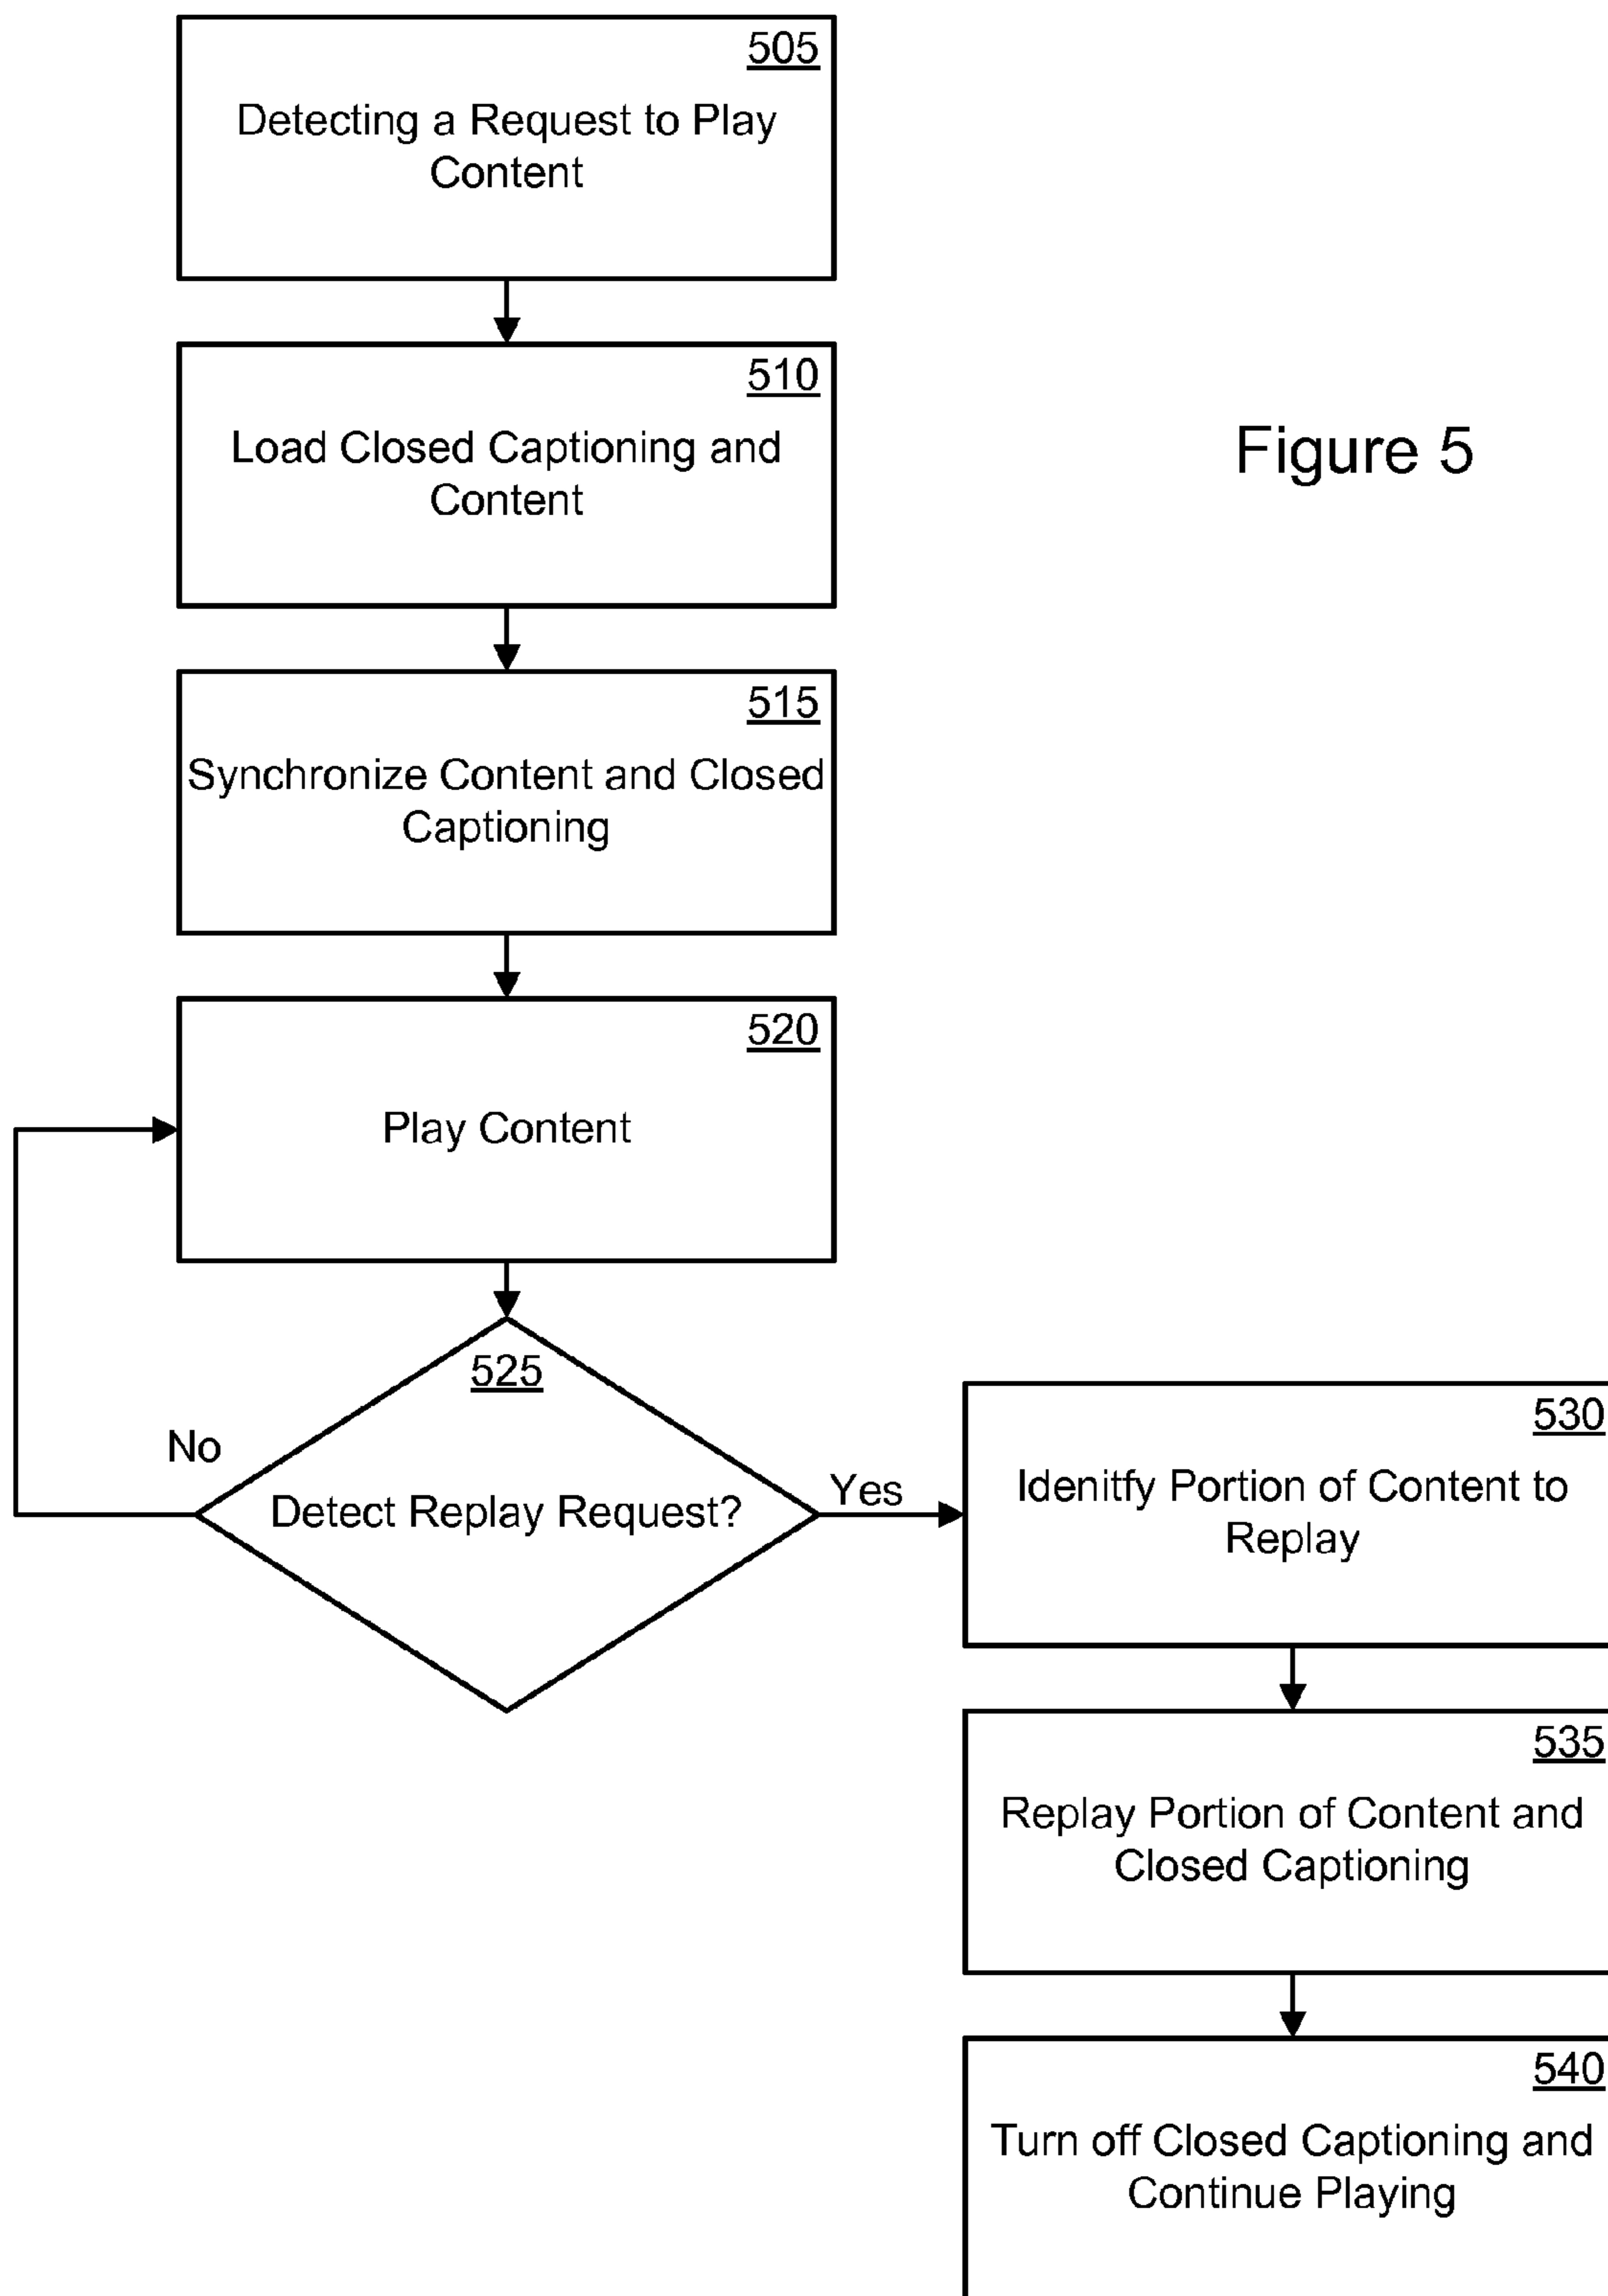 505
Detecting a Request to Play
Content
510
Load Closed Captioning and
Content
Figure 5
515
Synchronize Content and Closed
Captioning
520
Play Content
525
No
Detect Replay Request?
Yes
530
Idenitfy Portion of Content to
Replay
535
Replay Portion of Content and
Closed Captioning
540
Turn off Closed Captioning and
Continue Playing